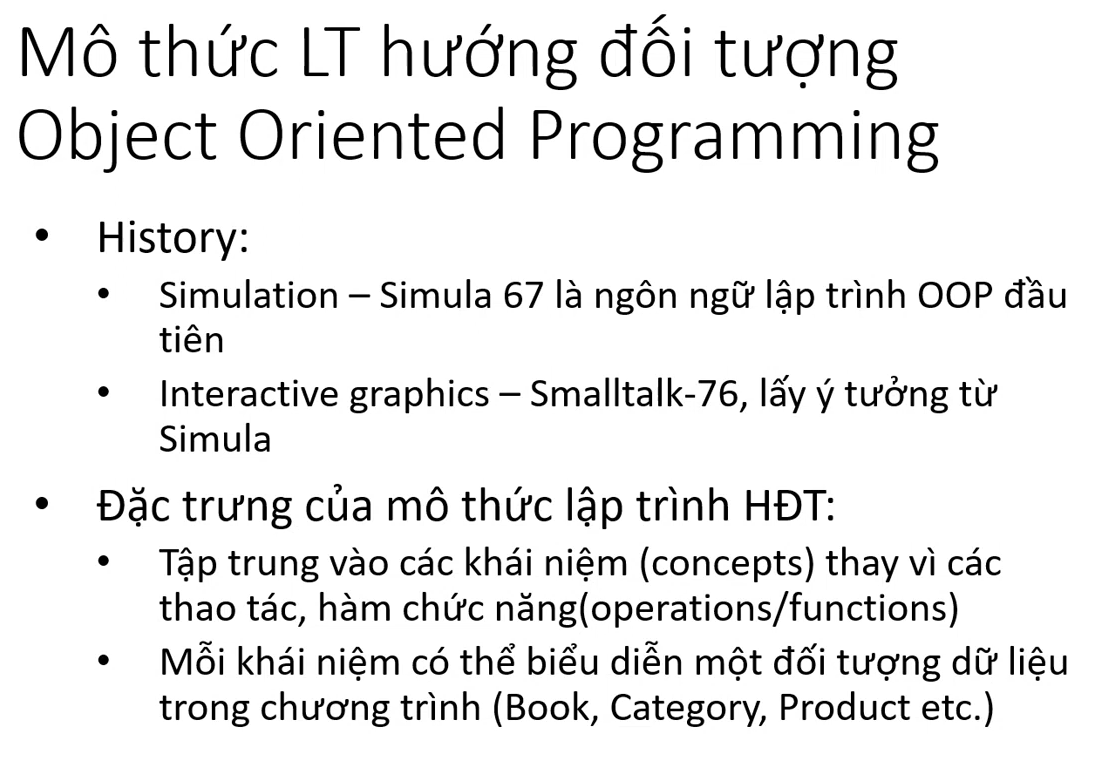 Mô thức LT hướng đối tượng
Object Oriented Programming
• History:
• Simulation – Simula 67 là ngôn ngữ lập trình OOP đầu
tiên
• Interactive graphics – Smalltalk-76, lấy ý tưởng từ
Simula
• Đặc trưng của mô thức lập trình HĐT:
• Tập trung vào các khái niệm (concepts) thay vì các
thao tác, hàm chức năng(operations/functions)
• Mỗi khái niệm có thể biểu diễn một đối tượng dữ liệu
trong chương trình (Book, Category, Product etc.)